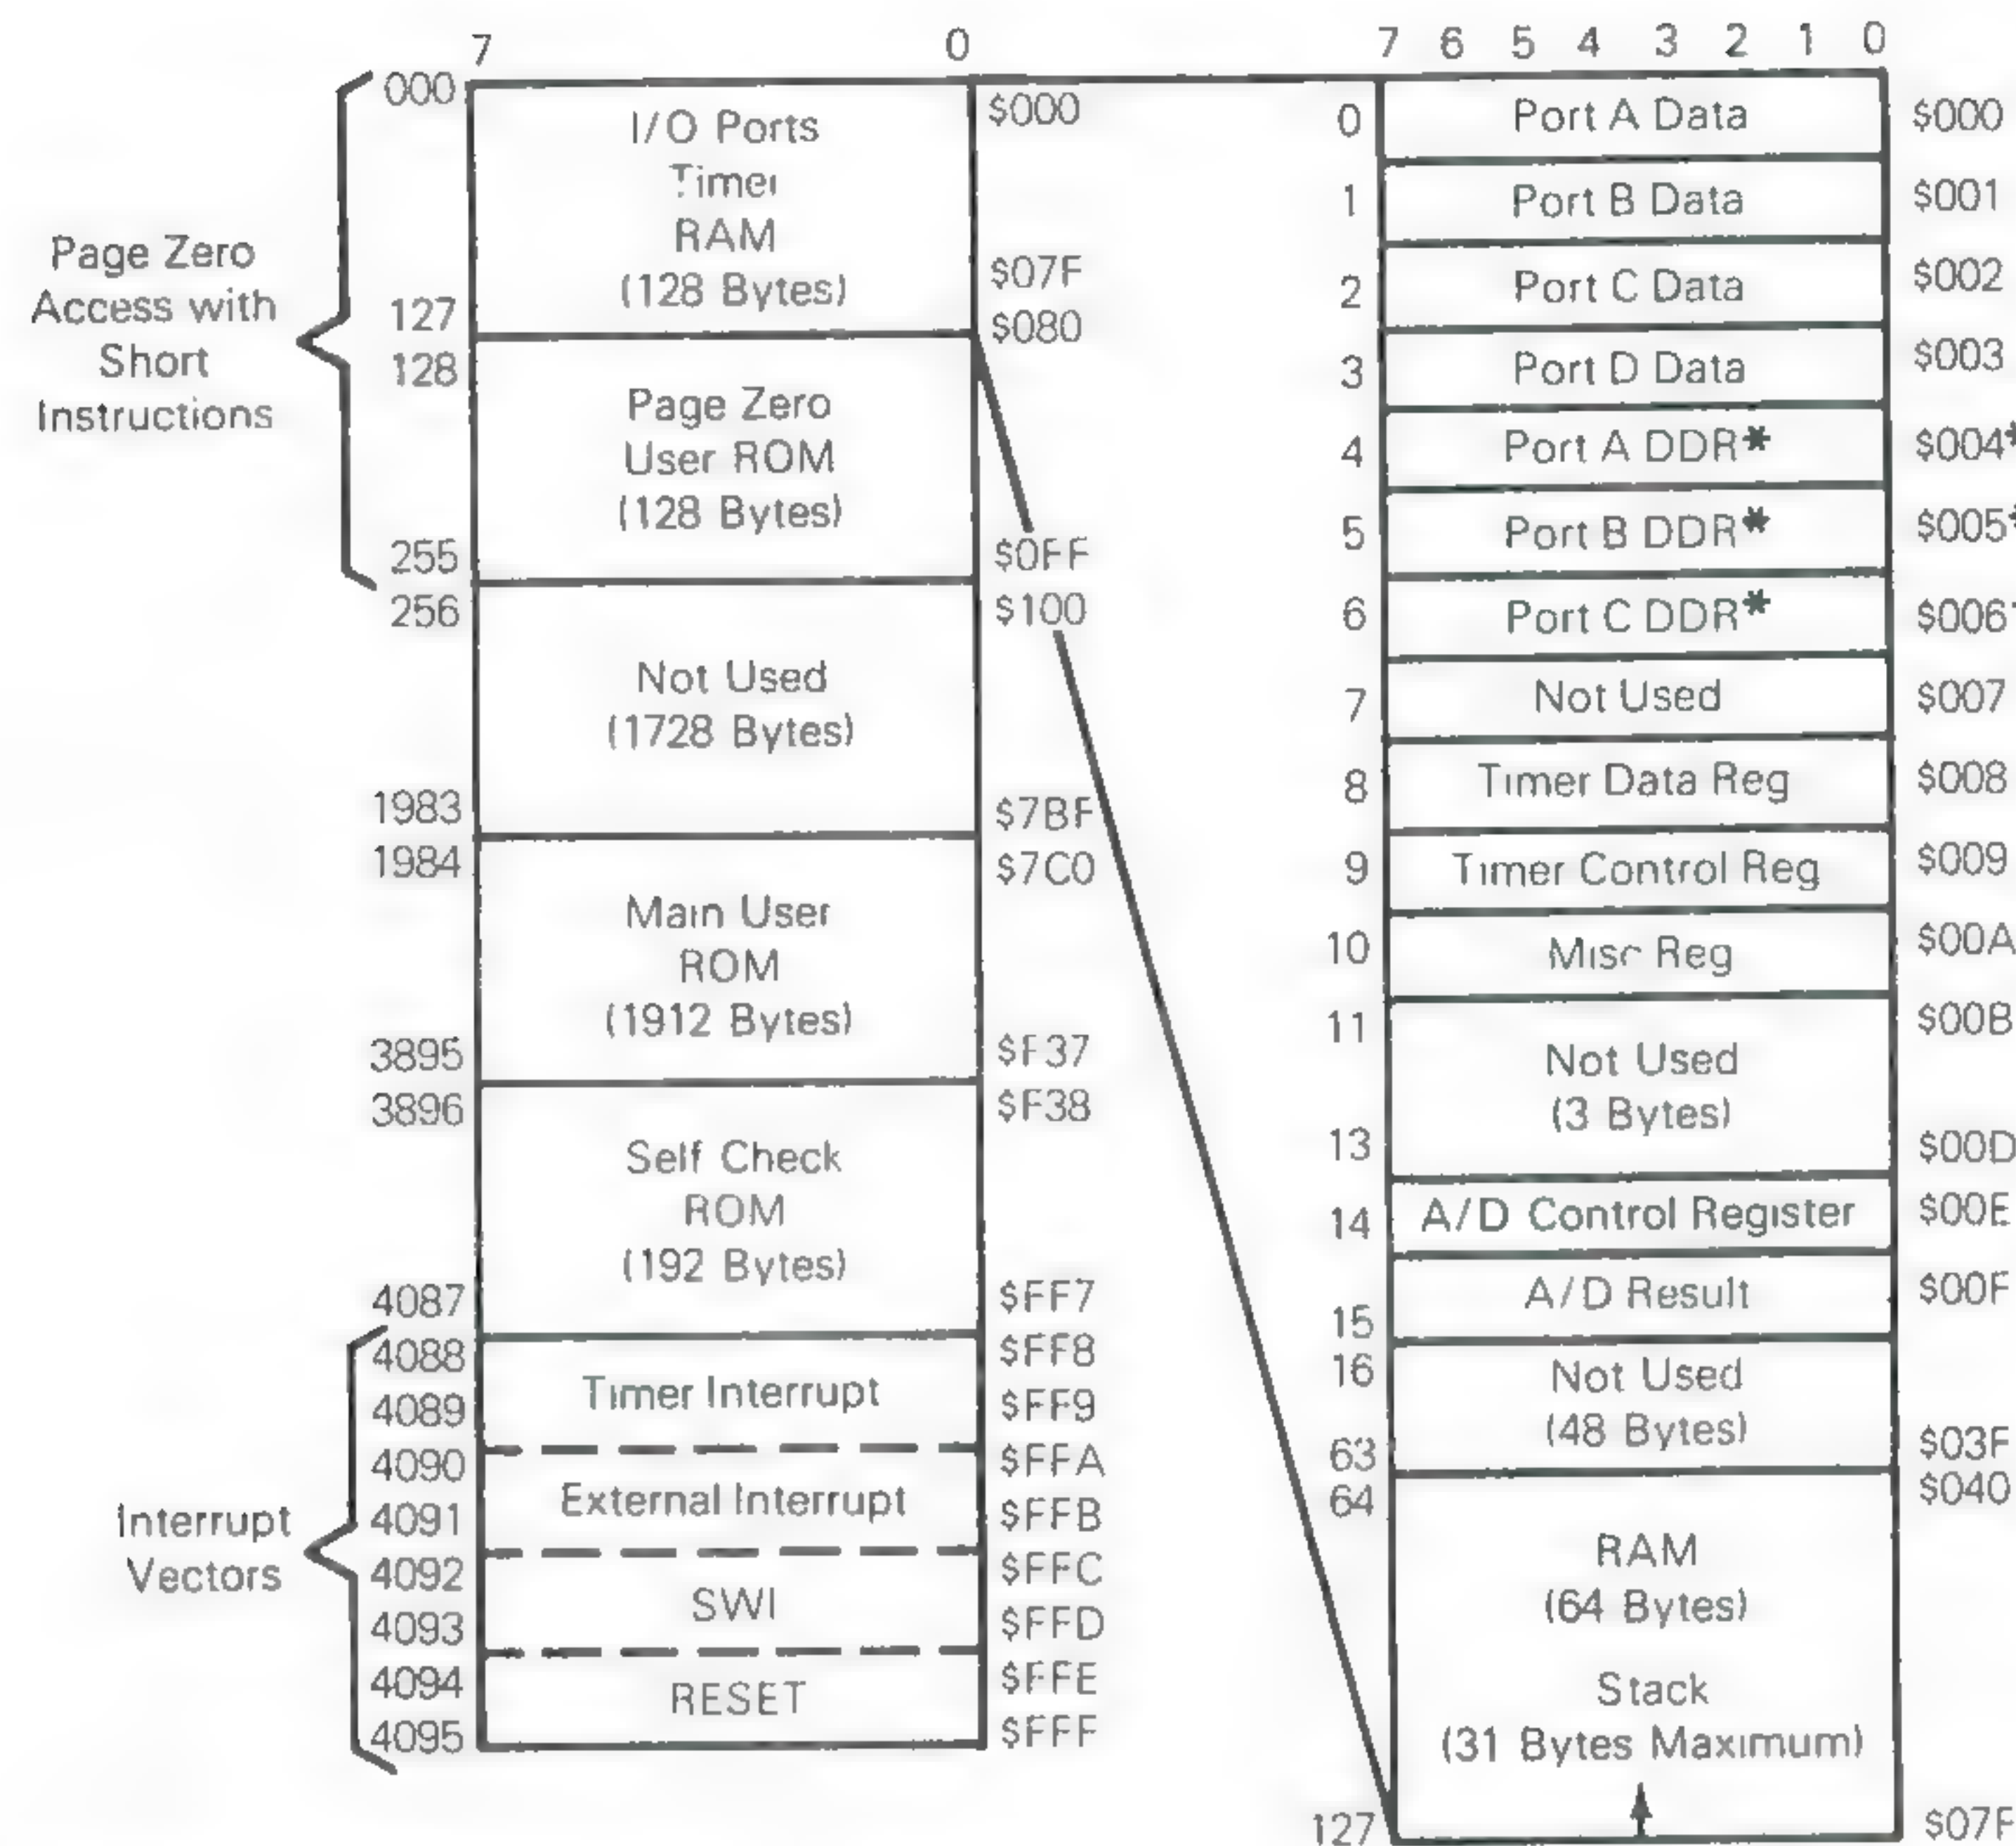 7 0
000
I/O Ports
Timer
RAM
(128 Bytes)
$000
$07F
127
$080
128
Page Zero
Access with
Short
Instructions
Page Zero
User ROM
(128 Bytes)
255
$0FF
256
$100
Not Used
(1728 Bytes)
1983
$7BF
1984
$7C0
Main User
ROM
(1912 Bytes)
3895
$F37
3896
$F38
Self Check
ROM
(192 Bytes)
4087
$FF7
4088
$FF8
Timer Interrupt
4089
$FF9
4090
$FFA
External Interrupt
4091
$FFB
Interrupt
Vectors
4092
$FFC
SWI
4093
$FFD
4094
$FFE
RESET
4095
$FFF
7 6 5 4 3 2 1 0
0 Port A Data $000
1 Port B Data $001
2 Port C Data $002
3 Port D Data $003
4 Port A DDR* $004*
5 Port B DDR* $005*
6 Port C DDR* $006*
7 Not Used $007
8 Timer Data Reg $008
9 Timer Control Reg $009
10 Misc Reg $00A
11 $00B
Not Used
(3 Bytes)
13 $00D
14 A/D Control Register $00E
15 A/D Result $00F
16 Not Used
(48 Bytes)
63 $03F
64 $040
RAM
(64 Bytes)
Stack
(31 Bytes Maximum)
127 $07F